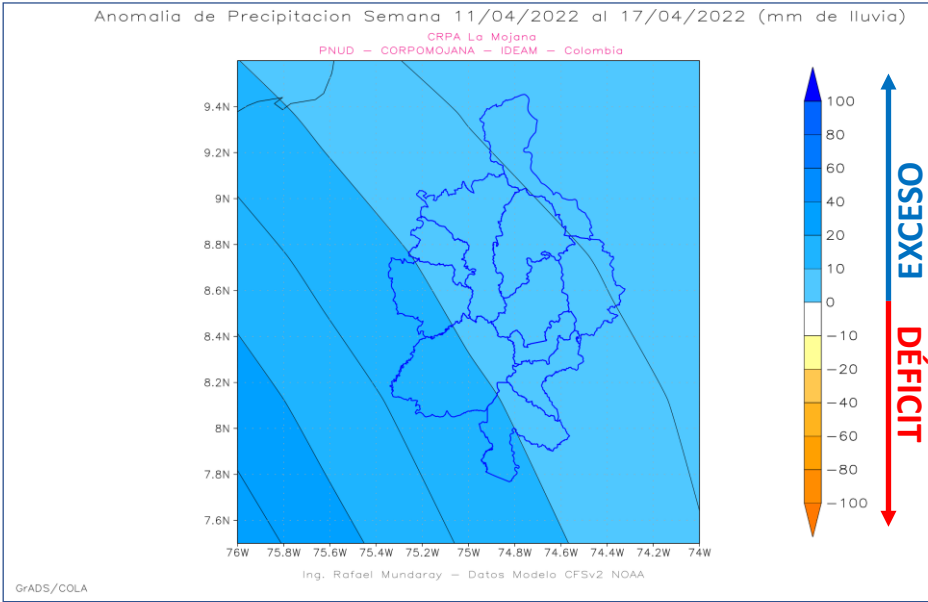 Anomalia de Precipitacion Semana 11/04/2022 al 17/04/2022 (mm de lluvia)
CRPA La Mojana
PNUD – CORPOMOJANA – IDEAM – Colombia
9.4N
9.2N
9N
8.8N
8.6N
8.4N
8.2N
8N
7.8N
7.6N
76W 75.8W 75.6W 75.4W 75.2W 75W 74.8W 74.6W 74.4W 74.2W 74W
100
80
60
40
20
10
0
−10
−20
−40
−60
−80
−100
EXCESO
DÉFICIT
Ing. Rafael Mundaray – Datos Modelo CFSv2 NOAA
GrADS/COLA